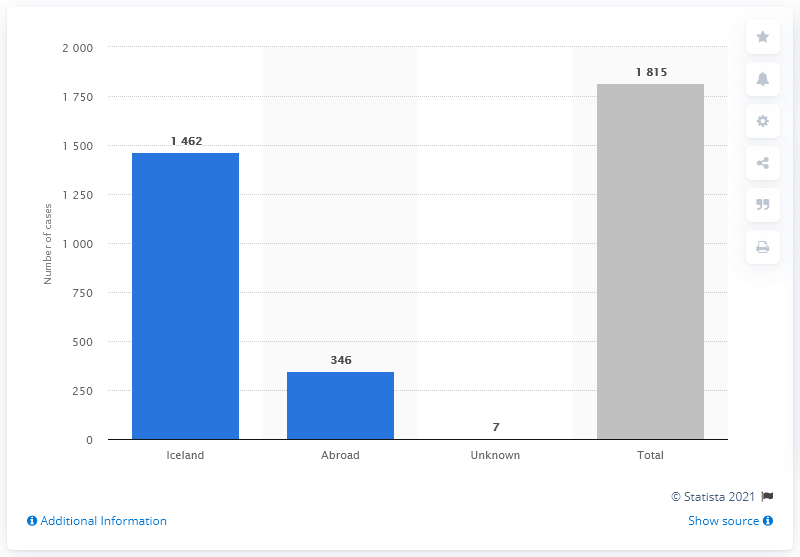 2 000
1 815
1 750
1 500
1 462
1 250
1 000
Number of cases
750
500
346
250
7
0
Iceland
Abroad
Unknown
Total
© Statista 2021
Additional Information
Show source